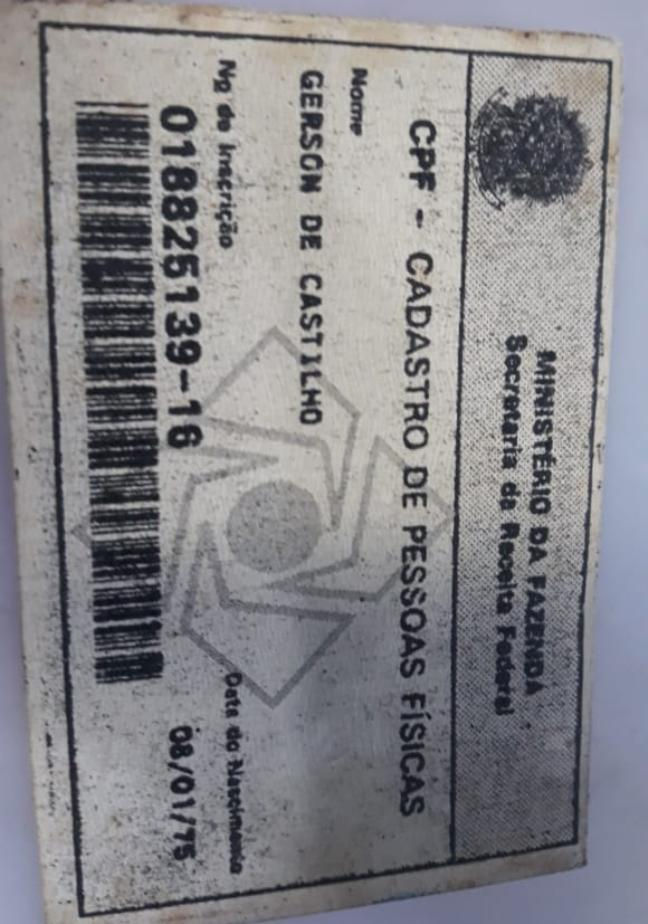 MINISTÉRIO DA FAZENDA
Secretaria da Receita Federal
CPF - CADASTRO DE PESSOAS FÍSICAS
Nome
GERSON DE CASTILHO
Nº de Inscrição
Data do Nascimento
018825139-16
08/01/75